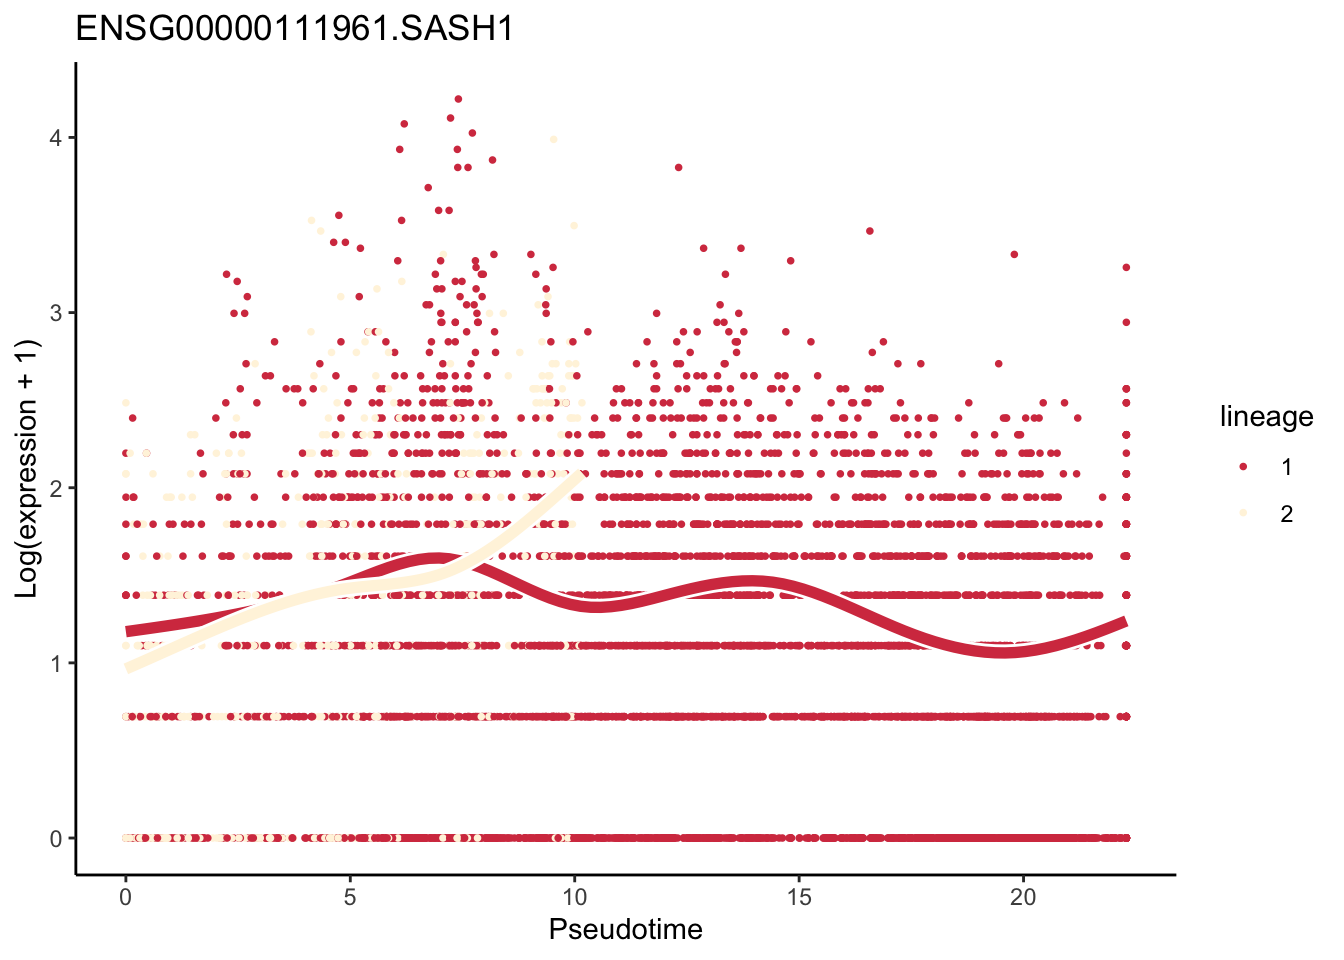 ENSG00000111961.SASH1
Log(expression + 1)
4
3
2
1
0
0 5 10 15 20
Pseudotime
lineage
1
2